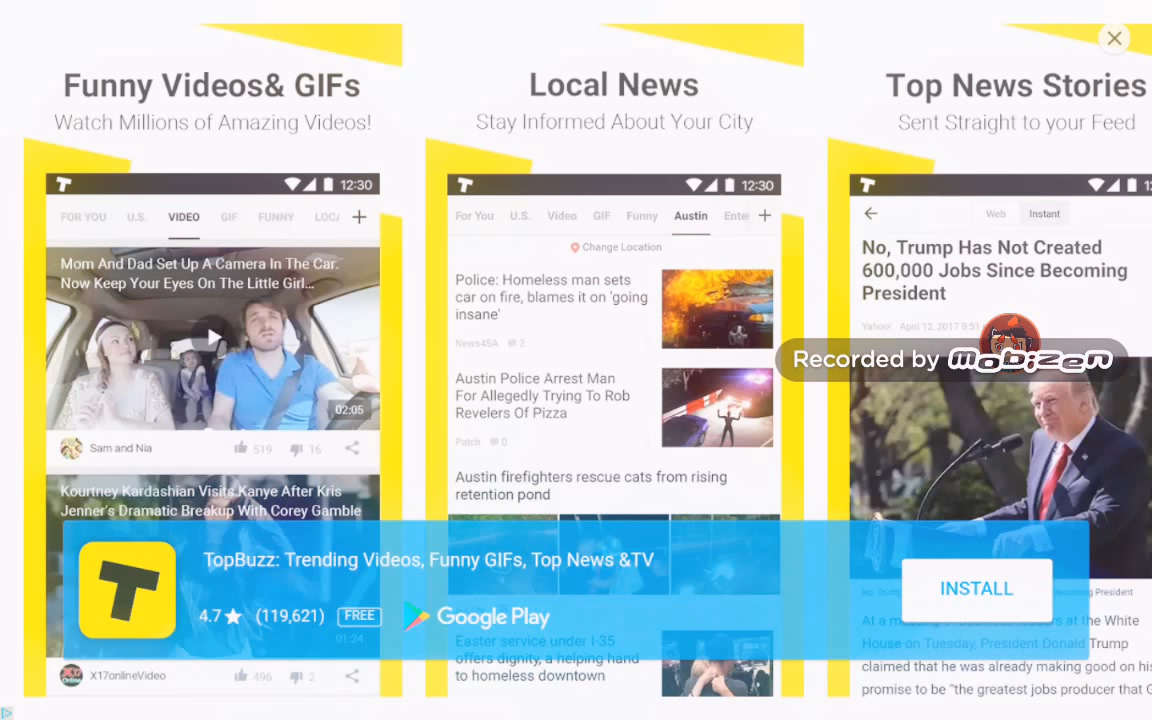 Funny Videos& GIFs
Watch Millions of Amazing Videos!
12:30
FOR YOU U.S. VIDEO GIF FUNNY
Mom And Dad Set Up A Camera In The Car.
Now Keep Your Eyes On The Little Girl...
02:05
Sam and Nia 519 16
Kourtney Kardashian Visits Kanye After Kris
Jenner's Dramatic Breakup With Corey Gamble
01:24
X17onlineVideo 496 2
Local News
Stay Informed About Your City
12:30
For You U.S. Video GIF Funny Austin
Change Location
Police: Homeless man sets
car on fire, blames it on 'going
insane'
News4SA 2
Austin Police Arrest Man
For Allegedly Trying To Rob
Revelers Of Pizza
Patch 0
Austin firefighters rescue cats from rising
retention pond
Easter service under I-35
offers dignity, a helping hand
to homeless downtown
Top News Stories
Sent Straight to your Feed
Web Instant
No, Trump Has Not Created
600,000 Jobs Since Becoming
President
Yahoo! April 12, 2017
Recorded by mobizen
President
at the White
House on Tuesday, President Donald Trump
claimed that he was already making good on his
promise to be "the greatest jobs producer that
TopBuzz: Trending Videos, Funny GIFs, Top News &TV
4.7 (119,621) FREE Google Play
INSTALL